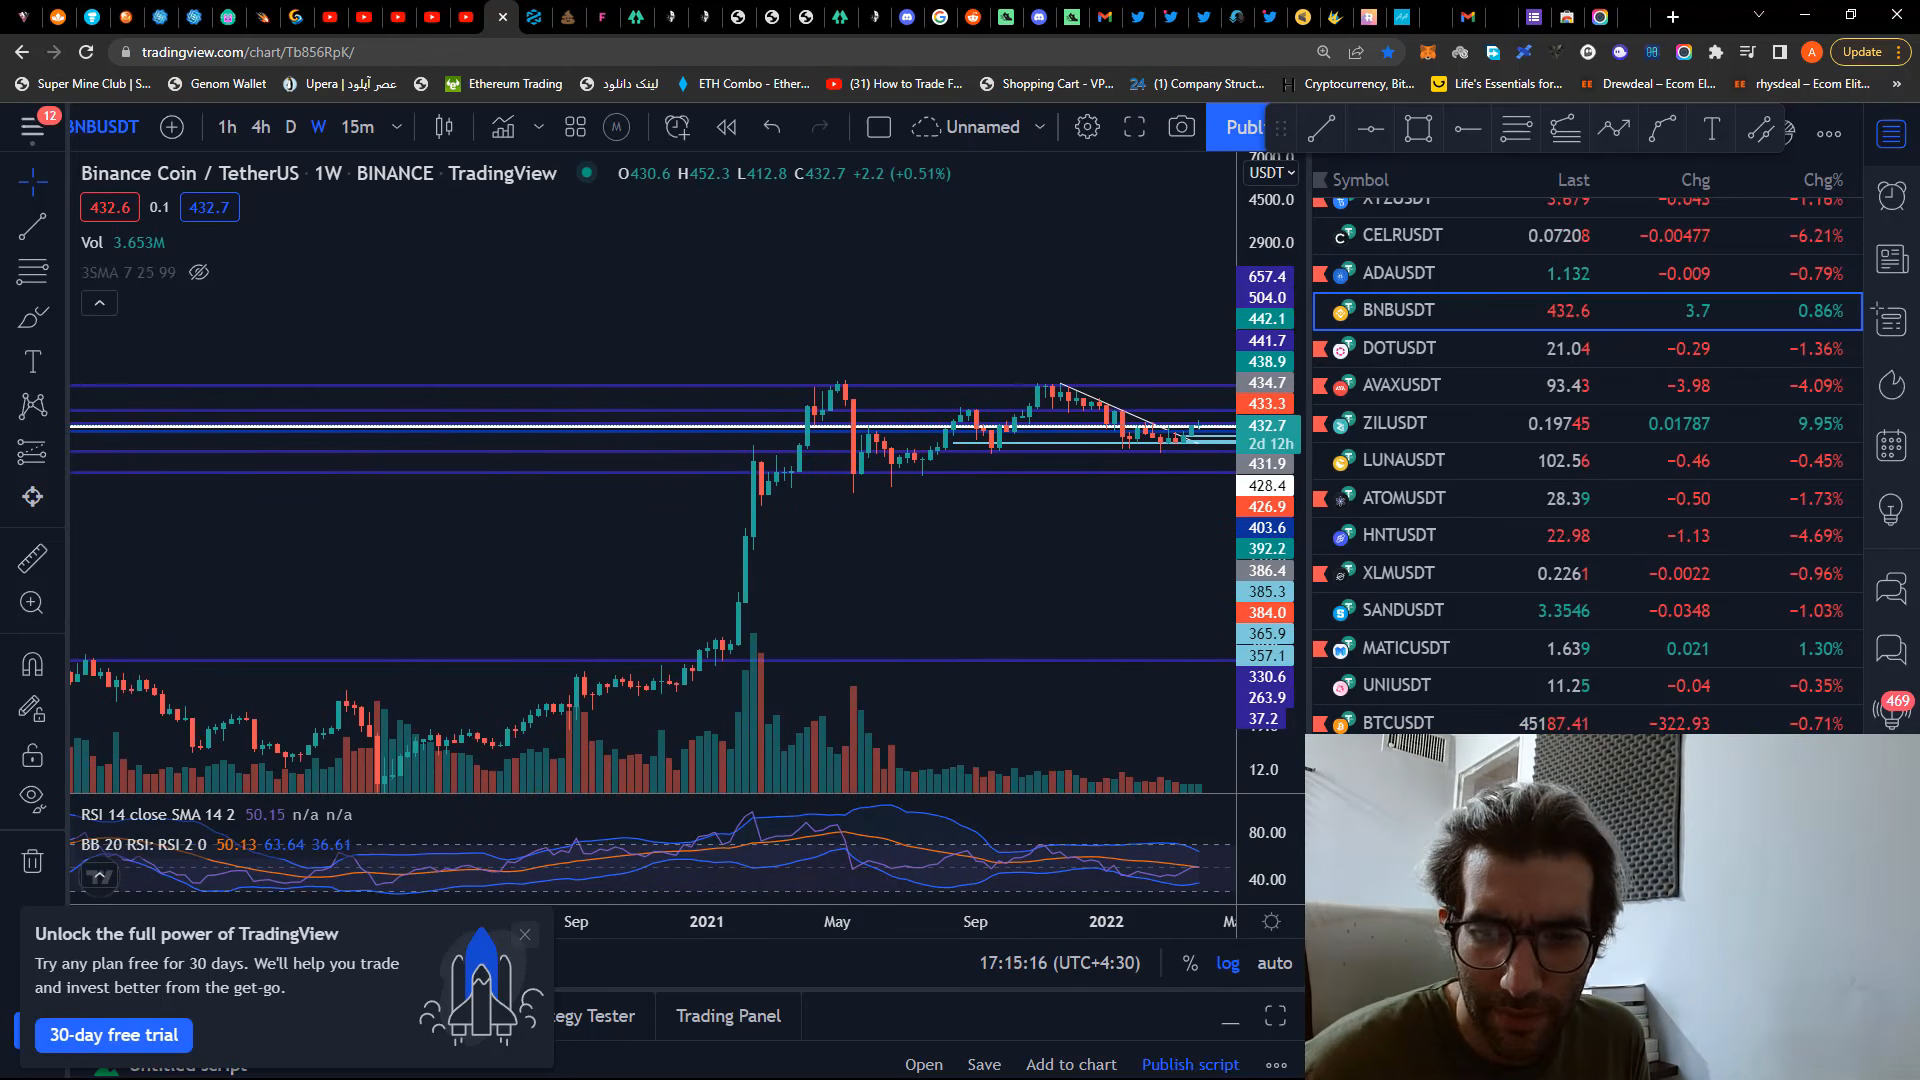 tradingview.com/chart/Tb856RpK/
Update
Super Mine Club | S...
Genom Wallet
Upera | عصر آپلود
Ethereum Trading
لینک دانلود
ETH Combo - Ether...
(31) How to Trade F...
Shopping Cart - VP...
(1) Company Struct...
Cryptocurrency, Bit...
Life's Essentials for...
Drewdeal – Ecom El...
rhysdeal – Ecom Elit...
12
BNBUSDT
1h 4h D W 15m
Unnamed
Publ
Binance Coin / TetherUS · 1W · BINANCE · TradingView
O430.6 H452.3 L412.8 C432.7 +2.2 (+0.51%)
432.6 0.1 432.7
Vol 3.653M
3SMA 7 25 99
7000.0
USDT
4500.0
2900.0
657.4
504.0
442.1
441.7
438.9
434.7
433.3
432.7
2d 12h
431.9
428.4
426.9
403.6
392.2
386.4
385.3
384.0
365.9
357.1
330.6
263.9
37.2
12.0
Symbol Last Chg Chg%
XTZUSDT 3.679 −0.043 −1.16%
CELRUSDT 0.07208 −0.00477 −6.21%
ADAUSDT 1.132 −0.009 −0.79%
BNBUSDT 432.6 3.7 0.86%
DOTUSDT 21.04 −0.29 −1.36%
AVAXUSDT 93.43 −3.98 −4.09%
ZILUSDT 0.19745 0.01787 9.95%
LUNAUSDT 102.56 −0.46 −0.45%
ATOMUSDT 28.39 −0.50 −1.73%
HNTUSDT 22.98 −1.13 −4.69%
XLMUSDT 0.2261 −0.0022 −0.96%
SANDUSDT 3.3546 −0.0348 −1.03%
MATICUSDT 1.639 0.021 1.30%
UNIUSDT 11.25 −0.04 −0.35%
BTCUSDT 45187.41 −322.93 −0.71%
469
RSI 14 close SMA 14 2 50.15 n/a n/a
BB 20 RSI: RSI 2 0 50.13 63.64 36.61
80.00
40.00
Sep 2021 May Sep 2022
17:15:16 (UTC+4:30) % log auto
Unlock the full power of TradingView
Try any plan free for 30 days. We'll help you trade
and invest better from the get-go.
30-day free trial
egy Tester Trading Panel
Open Save Add to chart Publish script
Untitled script